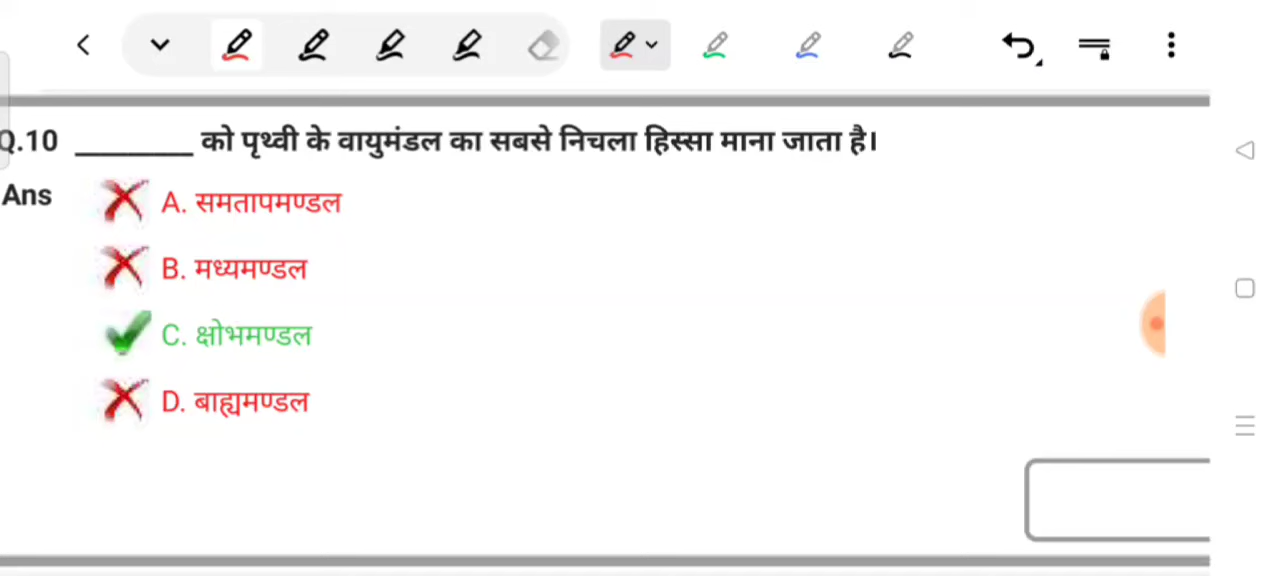 Q.10 ________ को पृथ्वी के वायुमंडल का सबसे निचला हिस्सा माना जाता है।
Ans A. समतापमण्डल
B. मध्यमण्डल
C. क्षोभमण्डल
D. बाह्यमण्डल